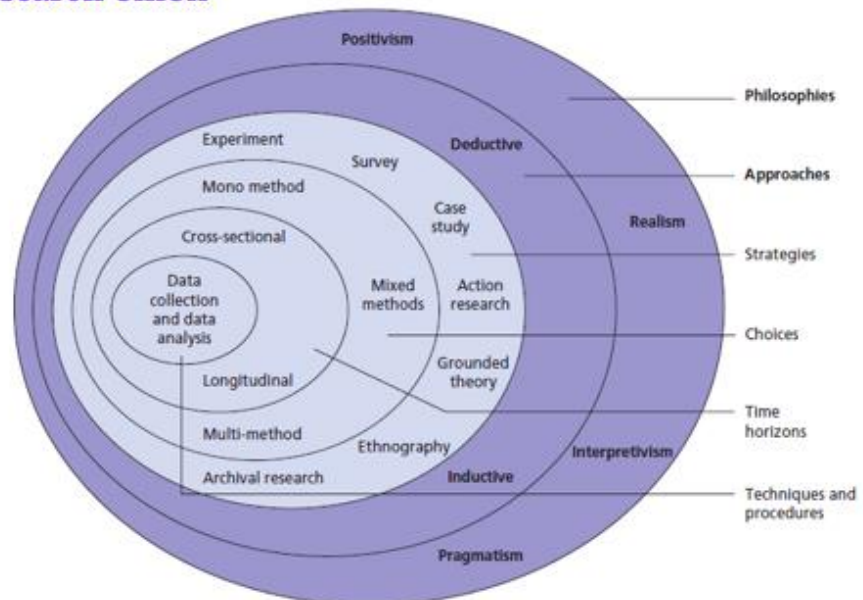 Positivism
Philosophies
Experiment
Deductive
Survey
Approaches
Mono method
Case
study
Realism
Cross-sectional
Strategies
Data
collection
and data
analysis
Mixed
methods
Action
research
Choices
Grounded
theory
Longitudinal
Time
horizons
Multi-method
Ethnography
Interpretivism
Archival research
Inductive
Techniques and
procedures
Pragmatism